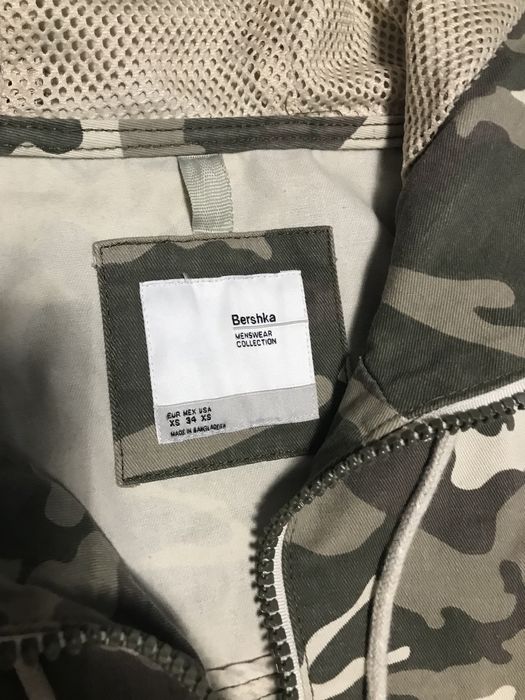 Bershka
MENSWEAR
COLLECTION
EUR MEX USA
XS 34 XS
MADE IN BANGLADESH